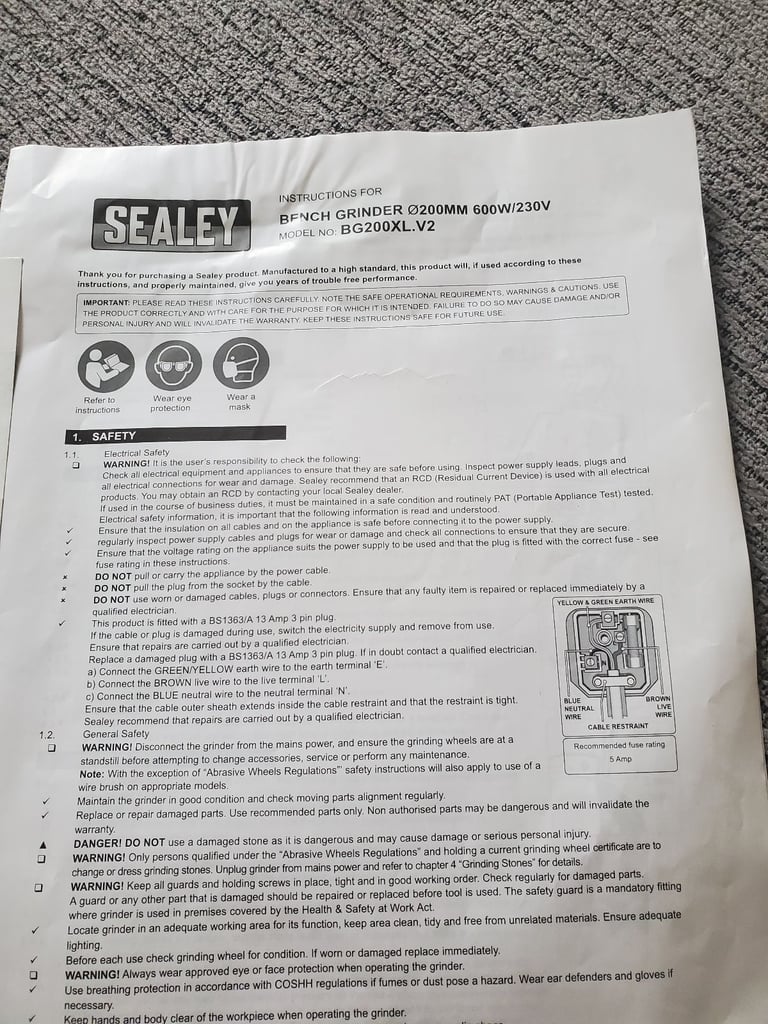 SEALEY
INSTRUCTIONS FOR
BENCH GRINDER Ø200MM 600W/230V
MODEL NO: BG200XL.V2
Thank you for purchasing a Sealey product. Manufactured to a high standard, this product will, if used according to these
instructions, and properly maintained, give you years of trouble free performance.
IMPORTANT: PLEASE READ THESE INSTRUCTIONS CAREFULLY. NOTE THE SAFE OPERATIONAL REQUIREMENTS, WARNINGS & CAUTIONS. USE
THE PRODUCT CORRECTLY AND WITH CARE FOR THE PURPOSE FOR WHICH IT IS INTENDED. FAILURE TO DO SO MAY CAUSE DAMAGE AND/OR
PERSONAL INJURY AND WILL INVALIDATE THE WARRANTY. KEEP THESE INSTRUCTIONS SAFE FOR FUTURE USE.
Refer to
instructions
Wear eye
protection
Wear a
mask
1. SAFETY
1.1. Electrical Safety
❑ WARNING! It is the user's responsibility to check the following:
Check all electrical equipment and appliances to ensure that they are safe before using. Inspect power supply leads, plugs and
all electrical connections for wear and damage. Sealey recommend that an RCD (Residual Current Device) is used with all electrical
products. You may obtain an RCD by contacting your local Sealey dealer.
If used in the course of business duties, it must be maintained in a safe condition and routinely PAT (Portable Appliance Test) tested.
Electrical safety information, it is important that the following information is read and understood.
✓ Ensure that the insulation on all cables and on the appliance is safe before connecting it to the power supply.
✓ regularly inspect power supply cables and plugs for wear or damage and check all connections to ensure that they are secure.
✓ Ensure that the voltage rating on the appliance suits the power supply to be used and that the plug is fitted with the correct fuse - see
fuse rating in these instructions.
x DO NOT pull or carry the appliance by the power cable.
x DO NOT pull the plug from the socket by the cable.
x DO NOT use worn or damaged cables, plugs or connectors. Ensure that any faulty item is repaired or replaced immediately by a
qualified electrician.
✓ This product is fitted with a BS1363/A 13 Amp 3 pin plug.
If the cable or plug is damaged during use, switch the electricity supply and remove from use.
Ensure that repairs are carried out by a qualified electrician.
Replace a damaged plug with a BS1363/A 13 Amp 3 pin plug. If in doubt contact a qualified electrician.
a) Connect the GREEN/YELLOW earth wire to the earth terminal 'E'.
b) Connect the BROWN live wire to the live terminal 'L'.
c) Connect the BLUE neutral wire to the neutral terminal 'N'.
Ensure that the cable outer sheath extends inside the cable restraint and that the restraint is tight.
Sealey recommend that repairs are carried out by a qualified electrician.
YELLOW & GREEN EARTH WIRE
BLUE
NEUTRAL
WIRE
BROWN
LIVE
WIRE
CABLE RESTRAINT
Recommended fuse rating
5 Amp
1.2. General Safety
❑ WARNING! Disconnect the grinder from the mains power, and ensure the grinding wheels are at a
standstill before attempting to change accessories, service or perform any maintenance.
Note: With the exception of "Abrasive Wheels Regulations"' safety instructions will also apply to use of a
wire brush on appropriate models.
✓ Maintain the grinder in good condition and check moving parts alignment regularly.
✓ Replace or repair damaged parts. Use recommended parts only. Non authorised parts may be dangerous and will invalidate the
warranty.
▲ DANGER! DO NOT use a damaged stone as it is dangerous and may cause damage or serious personal injury.
❑ WARNING! Only persons qualified under the "Abrasive Wheels Regulations" and holding a current grinding wheel certificate are to
change or dress grinding stones. Unplug grinder from mains power and refer to chapter 4 "Grinding Stones" for details.
❑ WARNING! Keep all guards and holding screws in place, tight and in good working order. Check regularly for damaged parts.
A guard or any other part that is damaged should be repaired or replaced before tool is used. The safety guard is a mandatory fitting
where grinder is used in premises covered by the Health & Safety at Work Act.
✓ Locate grinder in an adequate working area for its function, keep area clean, tidy and free from unrelated materials. Ensure adequate
lighting.
✓ Before each use check grinding wheel for condition. If worn or damaged replace immediately.
❑ WARNING! Always wear approved eye or face protection when operating the grinder.
✓ Use breathing protection in accordance with COSHH regulations if fumes or dust pose a hazard. Wear ear defenders and gloves if
necessary.
✓ Keep hands and body clear of the workpiece when operating the grinder.